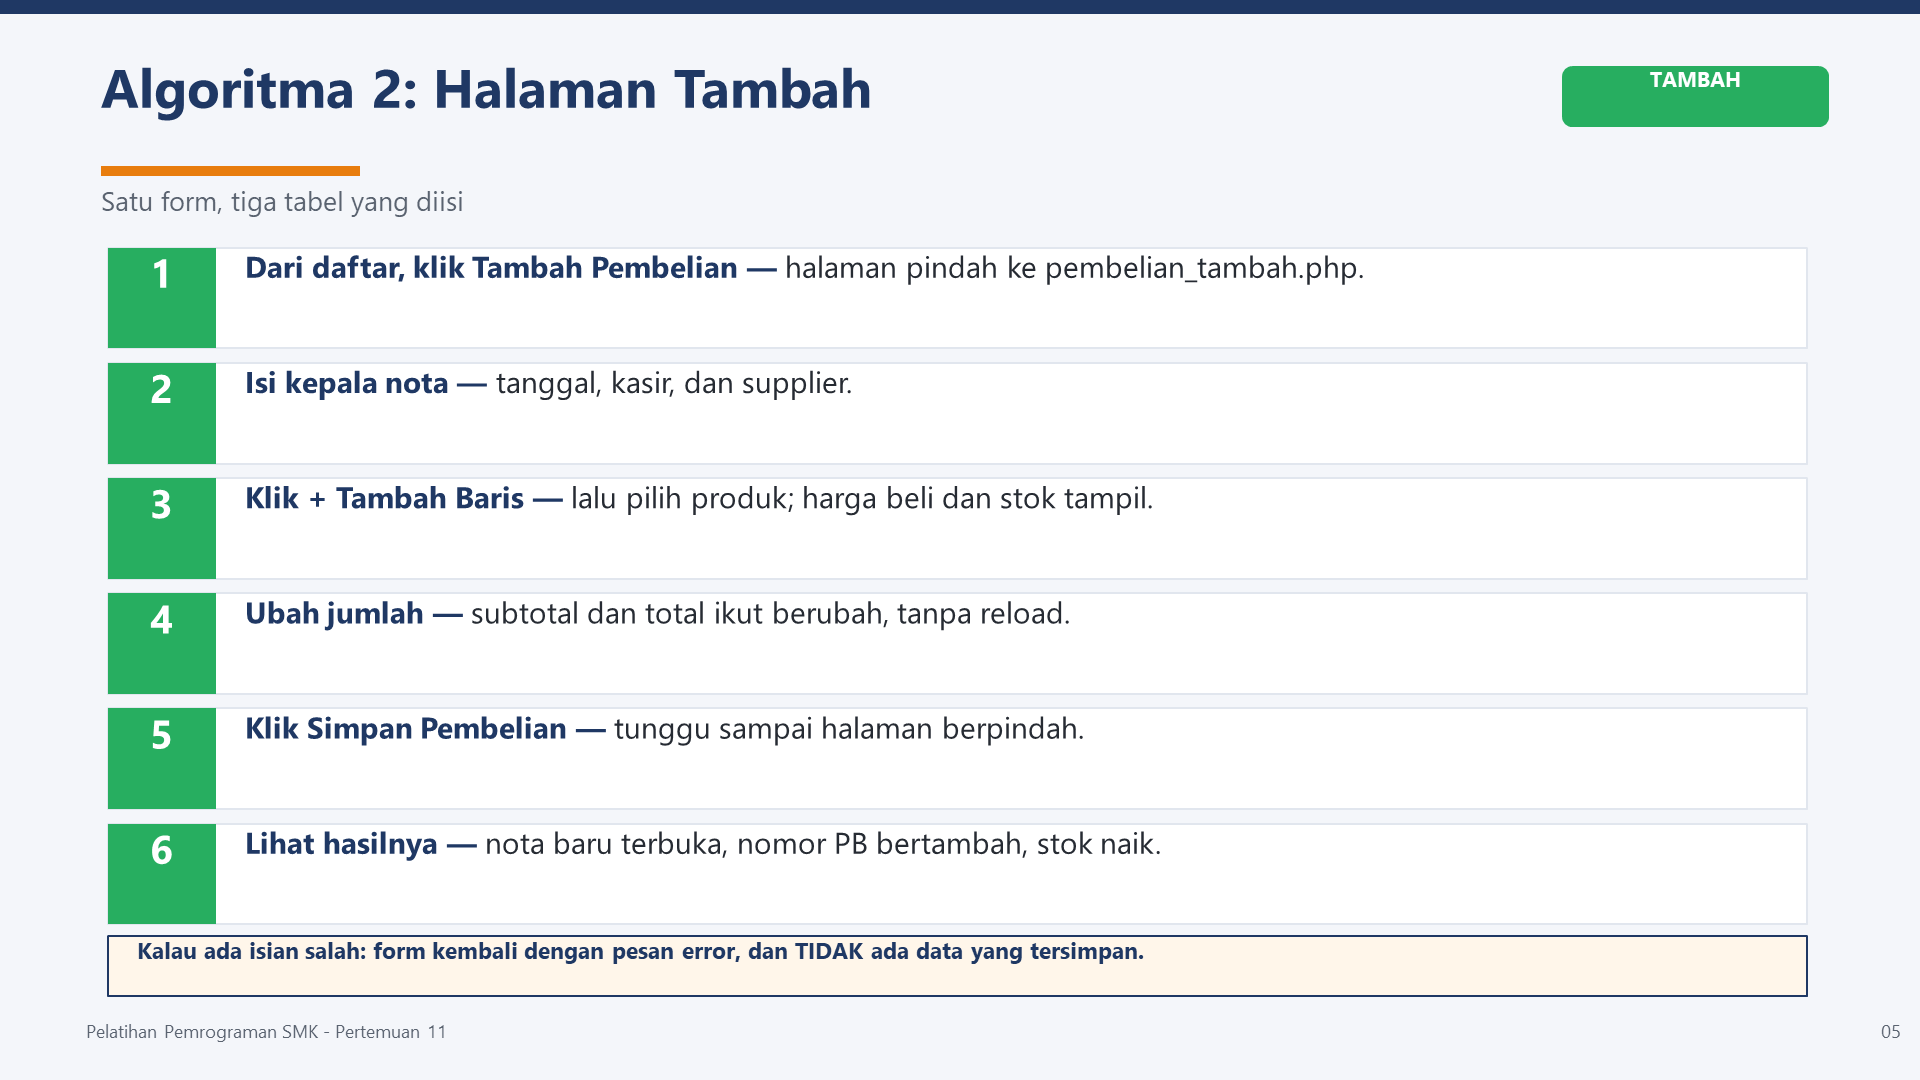 Algoritma 2: Halaman Tambah
TAMBAH
Satu form, tiga tabel yang diisi
1
Dari daftar, klik Tambah Pembelian — halaman pindah ke pembelian_tambah.php.
2
Isi kepala nota — tanggal, kasir, dan supplier.
3
Klik + Tambah Baris — lalu pilih produk; harga beli dan stok tampil.
4
Ubah jumlah — subtotal dan total ikut berubah, tanpa reload.
5
Klik Simpan Pembelian — tunggu sampai halaman berpindah.
6
Lihat hasilnya — nota baru terbuka, nomor PB bertambah, stok naik.
Kalau ada isian salah: form kembali dengan pesan error, dan TIDAK ada data yang tersimpan.
Pelatihan Pemrograman SMK - Pertemuan 11
05